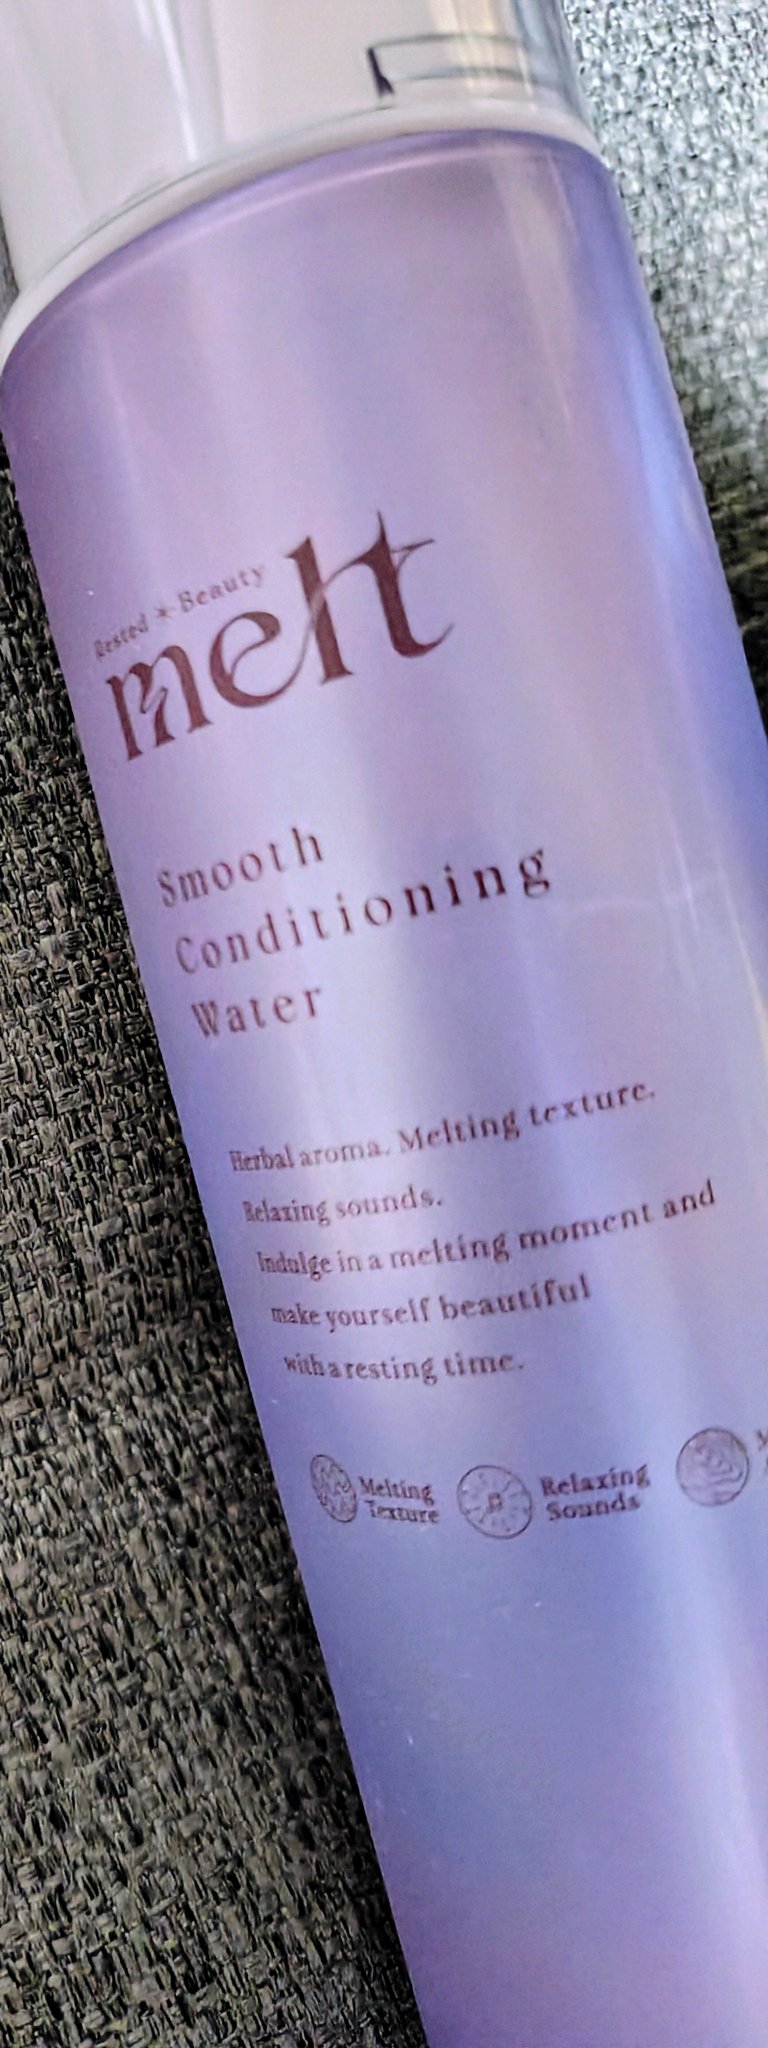 Rested * Beauty
melt
Smooth
Conditioning
Water
Herbal aroma. Melting texture.
Relaxing sounds.
Indulge in a melting moment and
make yourself beautiful
with a resting time.
Melting
Texture
Relaxing
Sounds